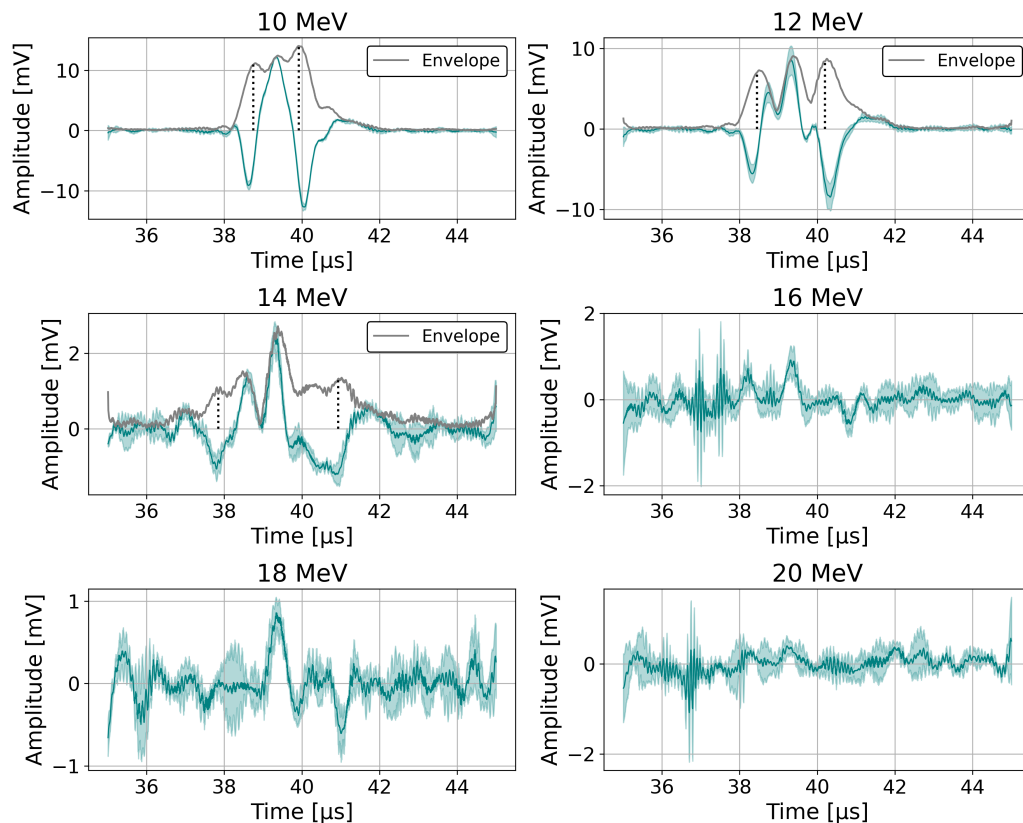 10 MeV
Amplitude [mV]
10
0
−10
Envelope
36 38 40 42 44
Time [µs]
12 MeV
Amplitude [mV]
10
0
−10
Envelope
36 38 40 42 44
Time [µs]
14 MeV
Amplitude [mV]
2
0
Envelope
36 38 40 42 44
Time [µs]
16 MeV
Amplitude [mV]
2
0
−2
36 38 40 42 44
Time [µs]
18 MeV
Amplitude [mV]
1
0
−1
36 38 40 42 44
Time [µs]
20 MeV
Amplitude [mV]
0
−2
36 38 40 42 44
Time [µs]